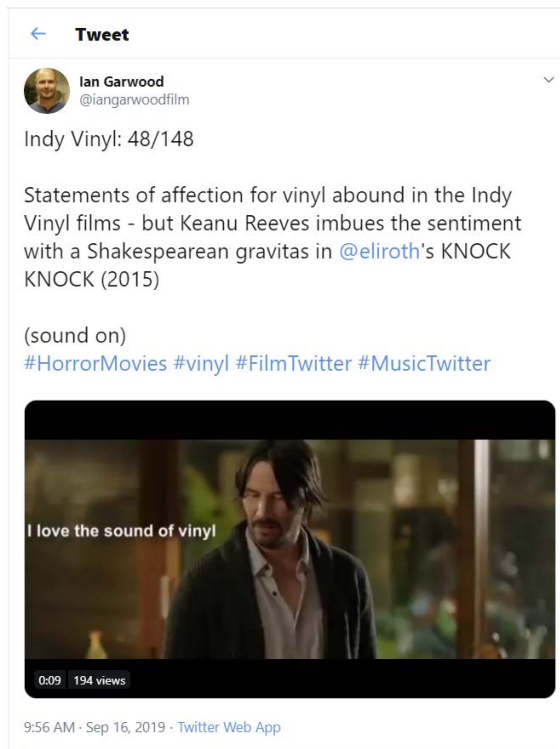 Tweet
Ian Garwood
@iangarwoodfilm
Indy Vinyl: 48/148
Statements of affection for vinyl abound in the Indy
Vinyl films - but Keanu Reeves imbues the sentiment
with a Shakespearean gravitas in @eliroth's KNOCK
KNOCK (2015)
(sound on)
#HorrorMovies #vinyl #FilmTwitter #MusicTwitter
I love the sound of vinyl
0:09 194 views
9:56 AM · Sep 16, 2019 · Twitter Web App